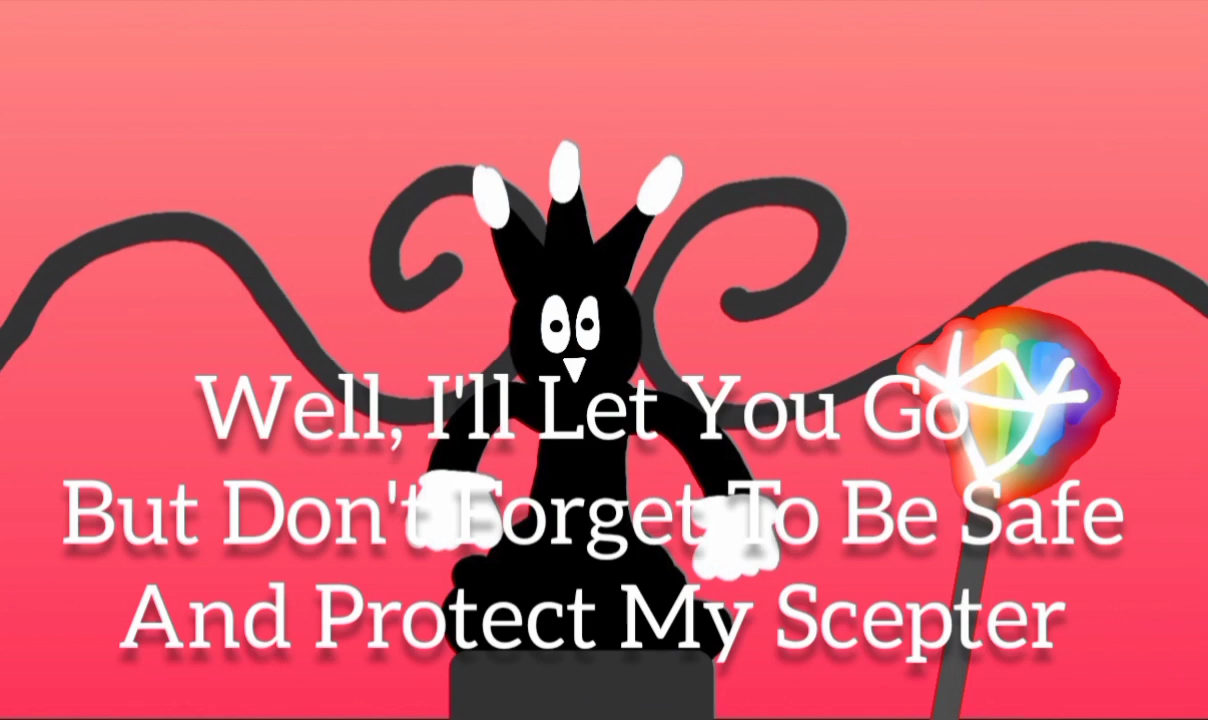 Well, I'll Let You Go
But Don't Forget To Be Safe
And Protect My Scepter